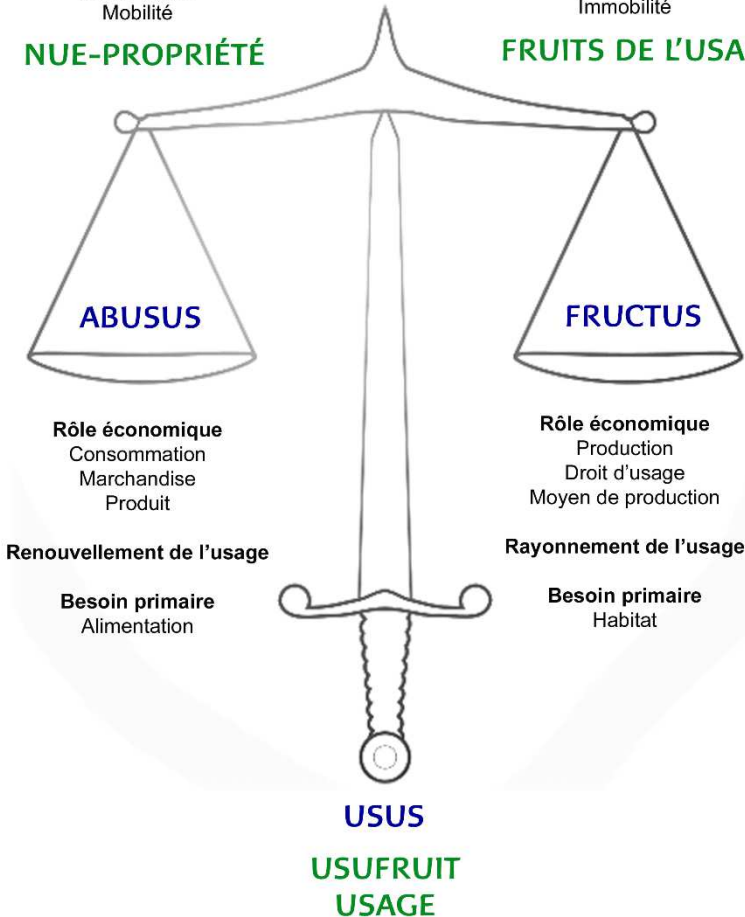 Mobilité
NUE-PROPRIÉTÉ
Immobilité
FRUITS DE L’USA
ABUSUS
FRUCTUS
Rôle économique
Consommation
Marchandise
Produit
Renouvellement de l’usage
Besoin primaire
Alimentation
Rôle économique
Production
Droit d’usage
Moyen de production
Rayonnement de l’usage
Besoin primaire
Habitat
USUS
USUFRUIT
USAGE